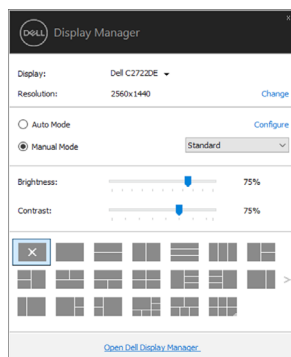 DELL Display Manager
Display: Dell C2722DE
Resolution: 2560x1440 Change
Auto Mode Configure
Manual Mode Standard
Brightness: 75%
Contrast: 75%
Open Dell Display Manager